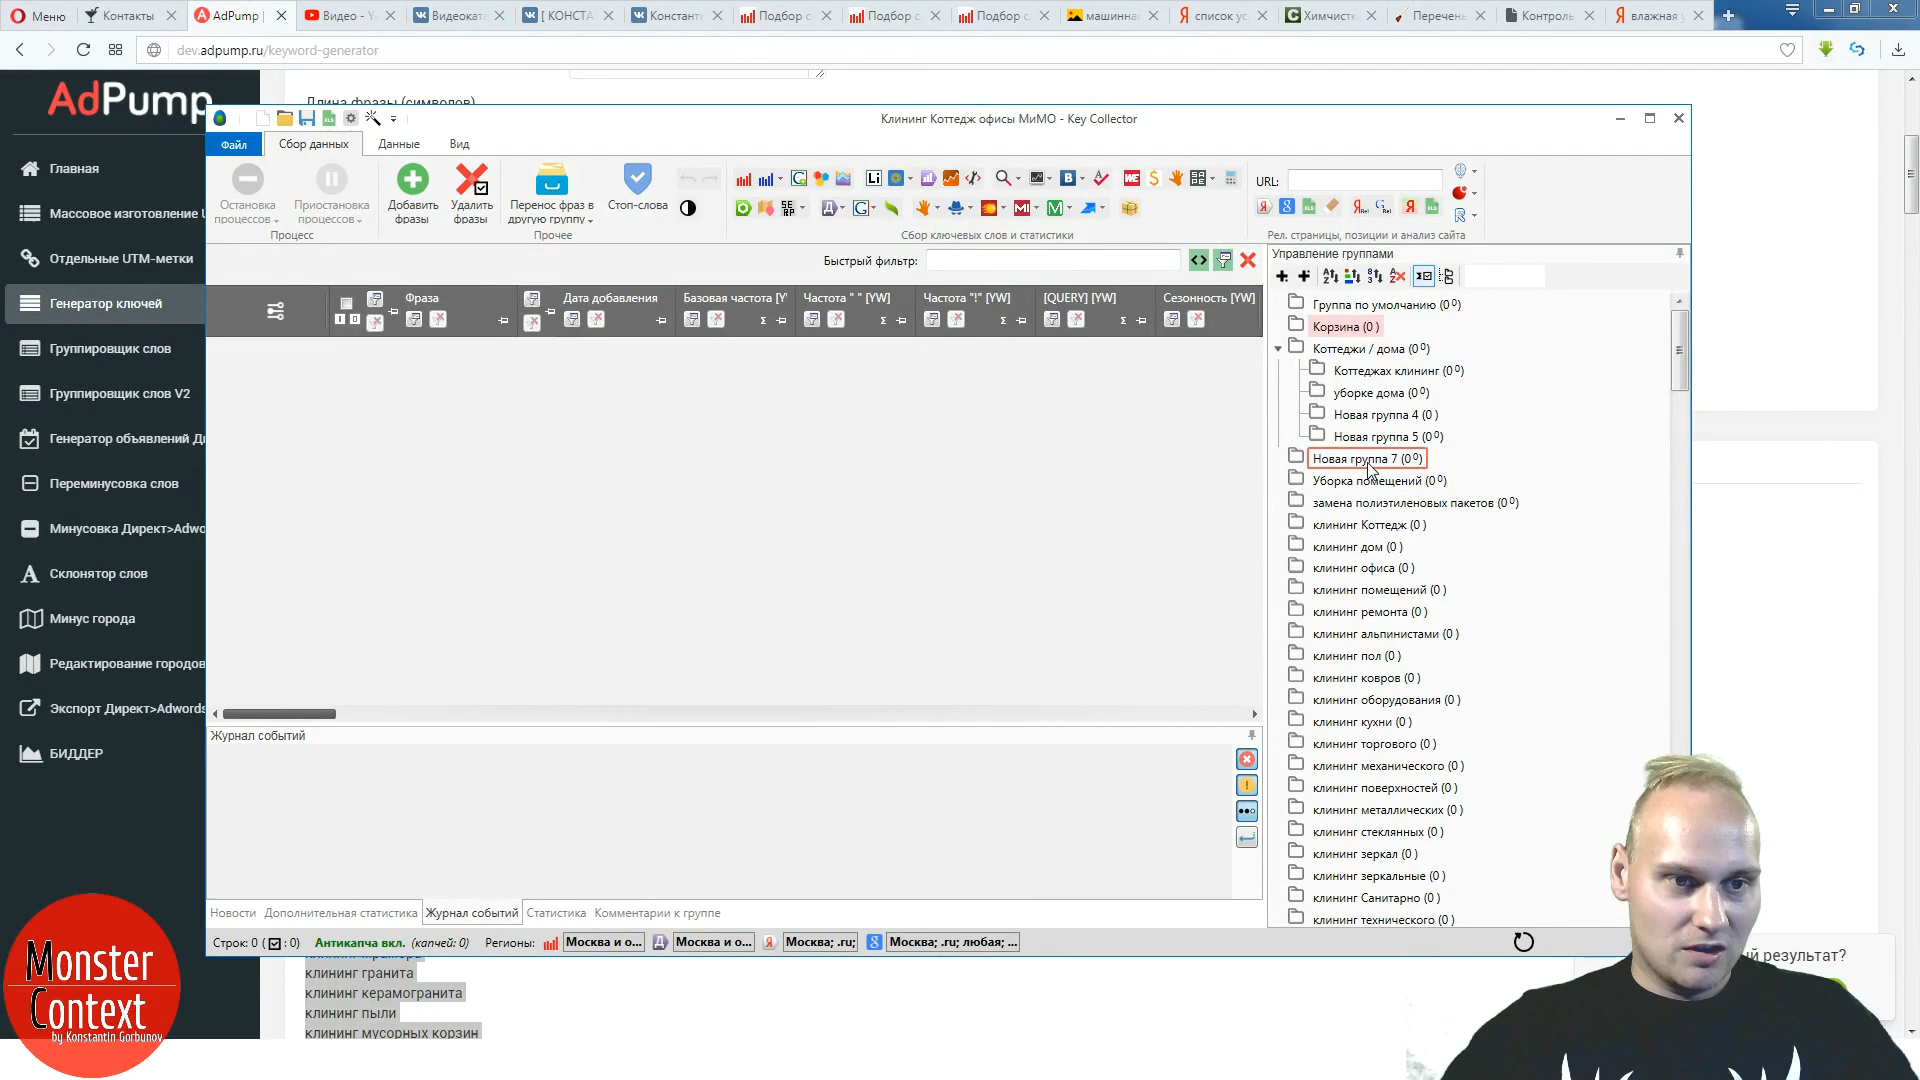 Меню
Контакты
AdPump
Видео - Y
Видеоката
[ КОНСТА
Константи
Подбор с
Подбор с
Подбор с
машинна
список ус
Химчистк
Перечень
Контроль
влажная у
dev.adpump.ru/keyword-generator
AdPump
Длина фразы (символов)
Клининг Коттедж офисы МиМО - Key Collector
Файл
Сбор данных
Данные
Вид
Остановка процессов
Приостановка процессов
Добавить фразы
Удалить фразы
Перенос фраз в другую группу
Стоп-слова
URL:
Процесс
Прочее
Сбор ключевых слов и статистики
Рел. страницы, позиции и анализ сайта
Быстрый фильтр:
Фраза
Дата добавления
Базовая частота [Y
Частота " " [YW]
Частота "!" [YW]
[QUERY] [YW]
Сезонность [YW]
Главная
Массовое изготовление U
Отдельные UTM-метки
Генератор ключей
Группировщик слов
Группировщик слов V2
Генератор объявлений Ди
Переминусовка слов
Минусовка Директ>Adwo
Склонятор слов
Минус города
Редактирование городов
Экспорт Директ>Adwords
БИДДЕР
Управление группами
Группа по умолчанию (0 0)
Корзина (0 )
Коттеджи / дома (0 0)
Коттеджах клининг (0 0)
уборке дома (0 0)
Новая группа 4 (0 )
Новая группа 5 (0 0)
Новая группа 7 (0 0)
Уборка помещений (0 0)
замена полиэтиленовых пакетов (0 0)
клининг Коттедж (0 )
клининг дом (0 )
клининг офиса (0 )
клининг помещений (0 )
клининг ремонта (0 )
клининг альпинистами (0 )
клининг пол (0 )
клининг ковров (0 )
клининг оборудования (0 )
клининг кухни (0 )
клининг торгового (0 )
клининг механического (0 )
клининг поверхностей (0 )
клининг металлических (0 )
клининг стеклянных (0 )
клининг зеркал (0 )
клининг зеркальные (0 )
клининг Санитарно (0 )
клининг технического (0 )
Журнал событий
Новости
Дополнительная статистика
Журнал событий
Статистика
Комментарии к группе
Строк: 0 ( : 0)
Антикапча вкл. (капчей: 0)
Регионы:
Москва и о...
Москва и о...
Москва; .ru;
Москва; .ru; любая; ...
клининг гранита
клининг керамогранита
клининг пыли
клининг мусорных корзин
ый результат?
Monster
Context
by Konstantin Gorbunov